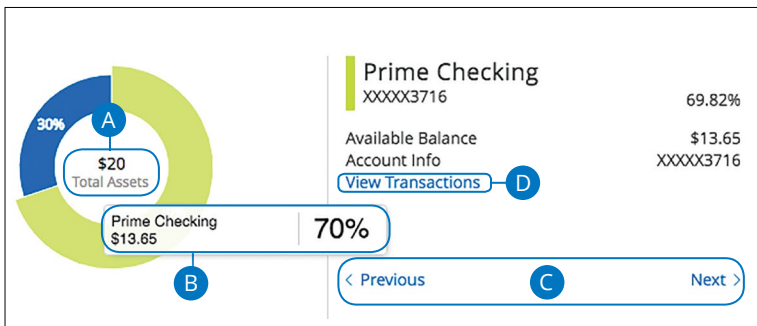 30%
A
$20
Total Assets
Prime Checking
$13.65
70%
B
Prime Checking
XXXXX3716
69.82%
Available Balance $13.65
Account Info XXXXX3716
View Transactions
D
< Previous
C
Next >